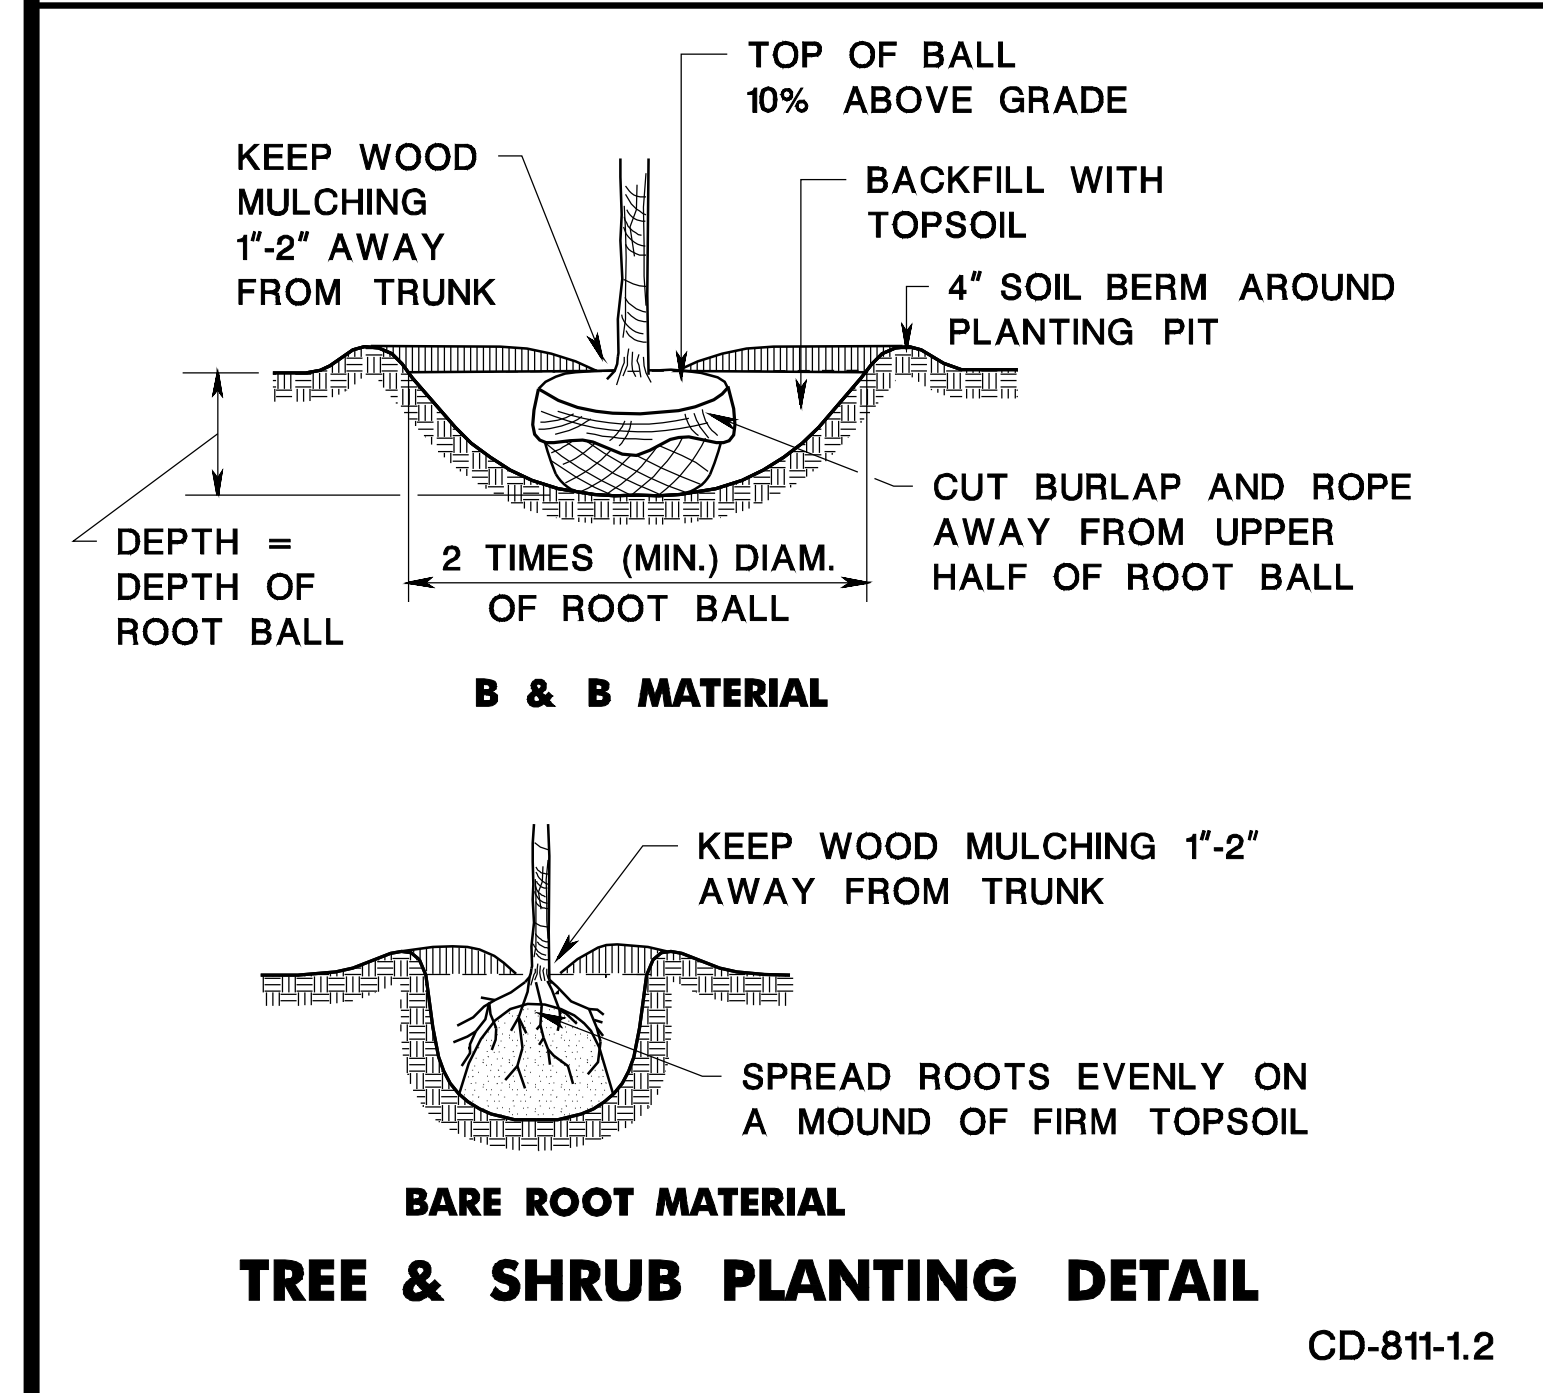 TOP OF BALL
10% ABOVE GRADE
KEEP WOOD
MULCHING
1"-2" AWAY
FROM TRUNK
BACKFILL WITH
TOPSOIL
4" SOIL BERM AROUND
PLANTING PIT
CUT BURLAP AND ROPE
AWAY FROM UPPER
HALF OF ROOT BALL
DEPTH =
DEPTH OF
ROOT BALL
2 TIMES (MIN.) DIAM.
OF ROOT BALL
B & B MATERIAL
KEEP WOOD MULCHING 1"-2"
AWAY FROM TRUNK
SPREAD ROOTS EVENLY ON
A MOUND OF FIRM TOPSOIL
BARE ROOT MATERIAL
TREE & SHRUB PLANTING DETAIL
CD-811-1.2